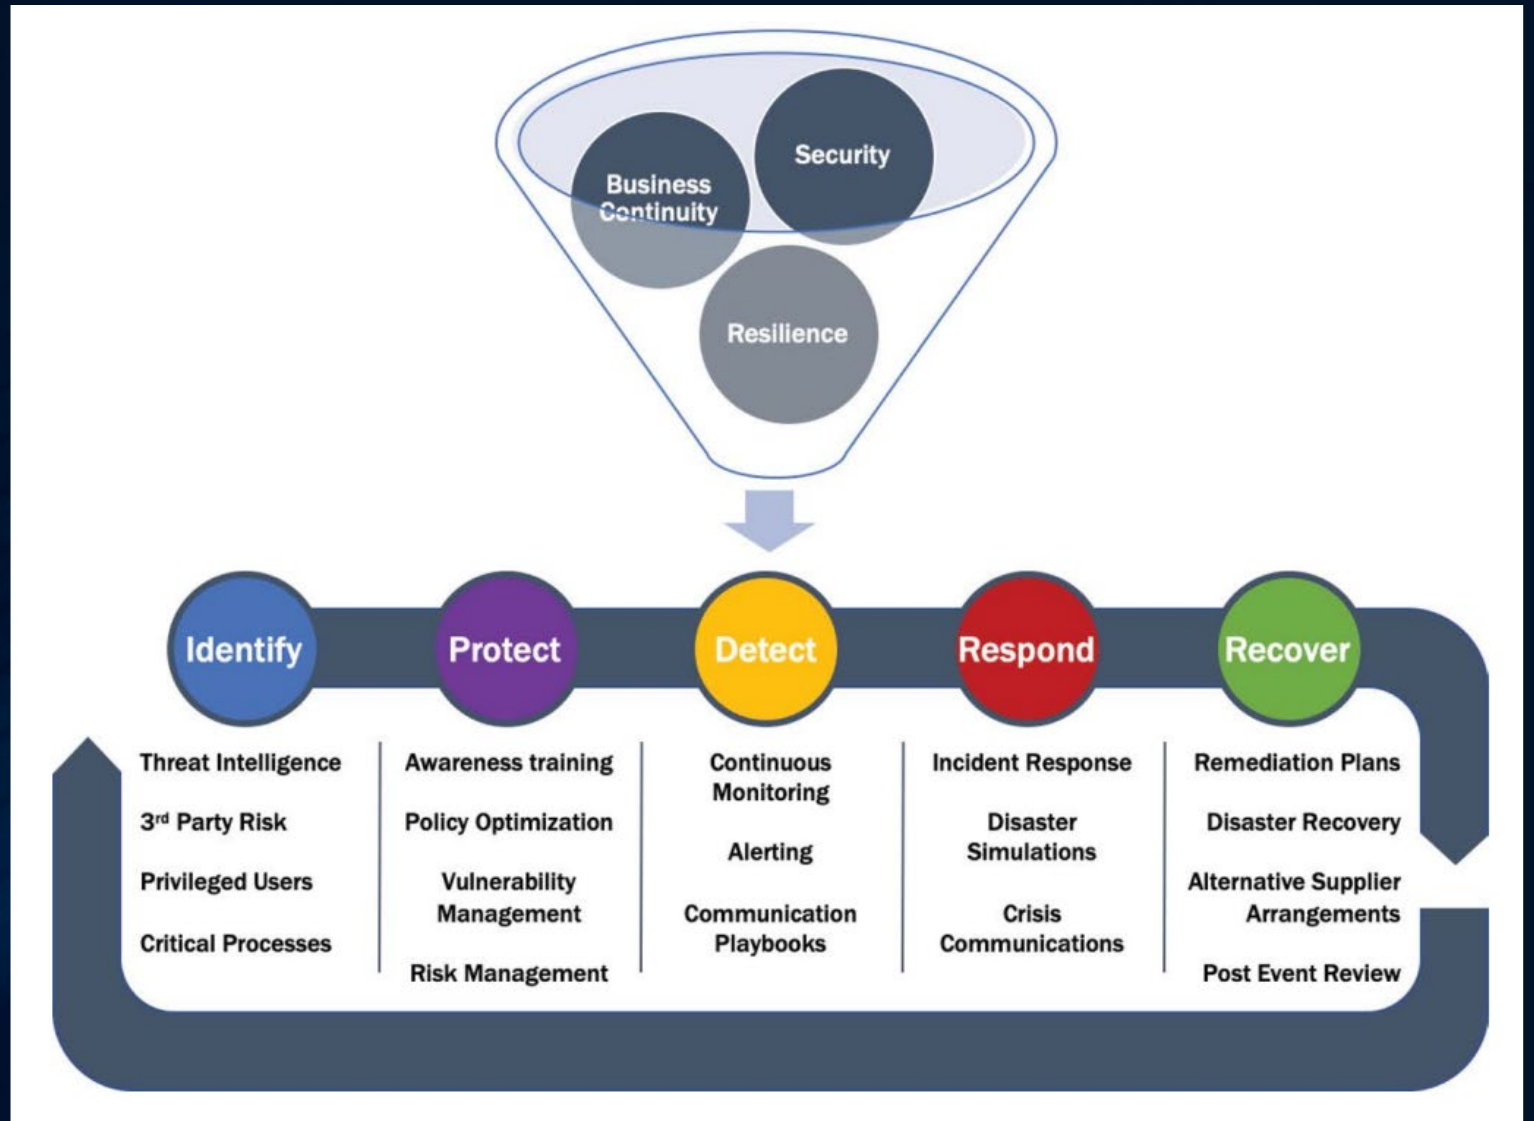 Security
Business
Continuity
Resilience
Identify
Protect
Detect
Respond
Recover
Threat Intelligence
3rd Party Risk
Privileged Users
Critical Processes
Awareness training
Policy Optimization
Vulnerability
Management
Risk Management
Continuous
Monitoring
Alerting
Communication
Playbooks
Incident Response
Disaster
Simulations
Crisis
Communications
Remediation Plans
Disaster Recovery
Alternative Supplier
Arrangements
Post Event Review